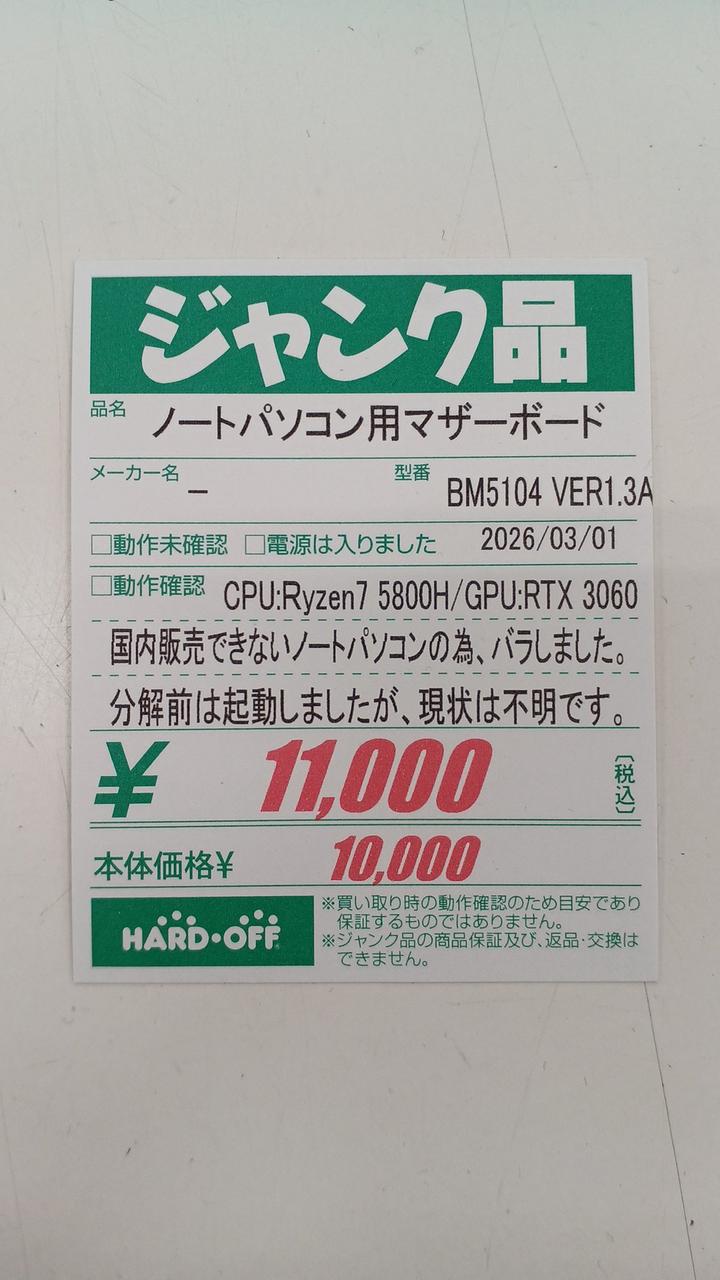 ジャンク品
品名 ノートパソコン用マザーボード
メーカー名 － 型番 BM5104 VER1.3A
□動作未確認 □電源は入りました 2026/03/01
□動作確認 CPU:Ryzen7 5800H/GPU:RTX 3060
国内販売できないノートパソコンの為、バラしました。
分解前は起動しましたが、現状は不明です。
¥ 11,000 〔税込〕
本体価格¥ 10,000
HARD・OFF
※買い取り時の動作確認のため目安であり
保証するものではありません。
※ジャンク品の商品保証及び、返品・交換は
できません。